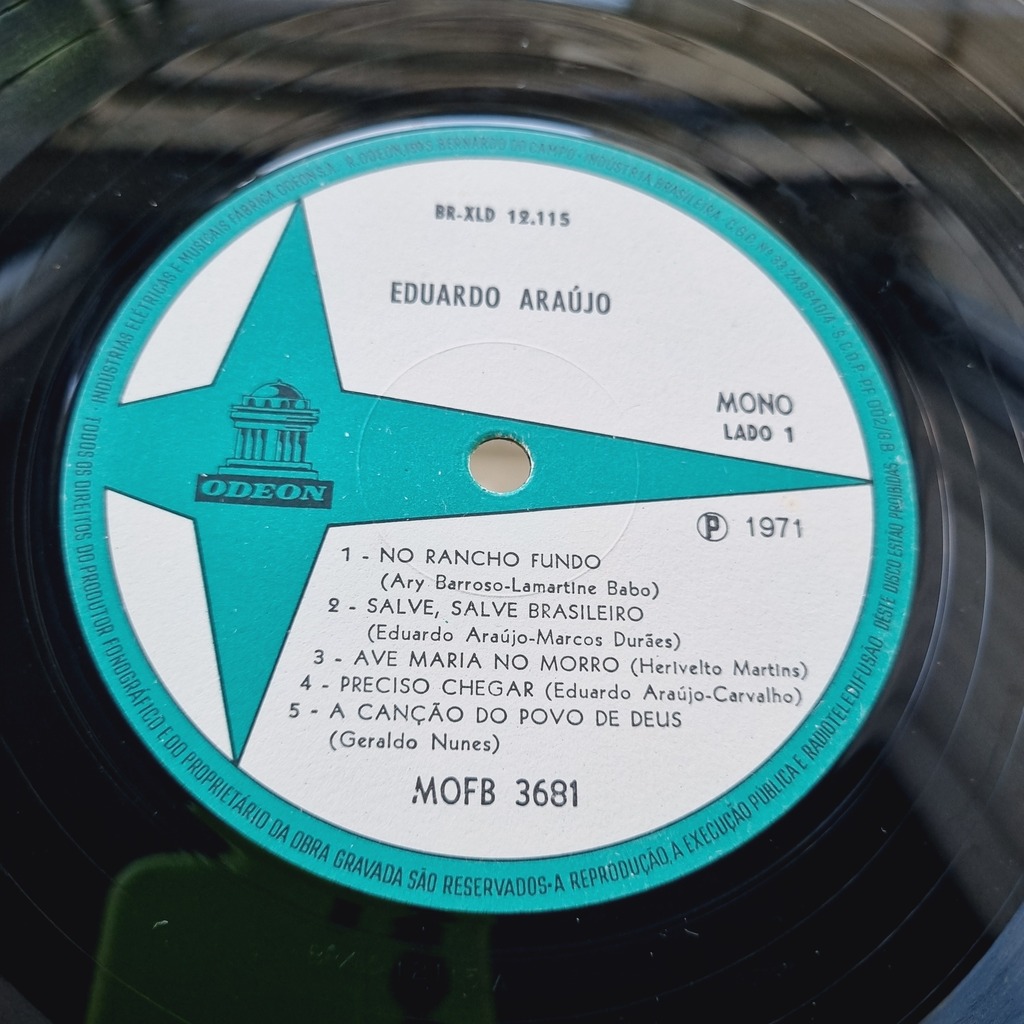 BR-XLD 12.115
EDUARDO ARAÚJO
MONO
LADO 1
ODEON
℗ 1971
1 - NO RANCHO FUNDO
(Ary Barroso-Lamartine Babo)
2 - SALVE, SALVE BRASILEIRO
(Eduardo Araújo-Marcos Durães)
3 - AVE MARIA NO MORRO (Herivelto Martins)
4 - PRECISO CHEGAR (Eduardo Araújo-Carvalho)
5 - A CANÇÃO DO POVO DE DEUS
(Geraldo Nunes)
MOFB 3681
TODOS OS DIREITOS DO PRODUTOR FONOGRÁFICO E DO PROPRIETÁRIO DA OBRA GRAVADA SÃO RESERVADOS-A REPRODUÇÃO, A EXECUÇÃO PÚBLICA E RADIOTELEDIFUSÃO, DESTE DISCO ESTÃO PROIBIDAS.
INDÚSTRIAS ELÉTRICAS E MUSICAIS FÁBRICA ODEON S.A. R. ODEON, BERNARDO DO CAMPO - INDÚSTRIA BRASILEIRA